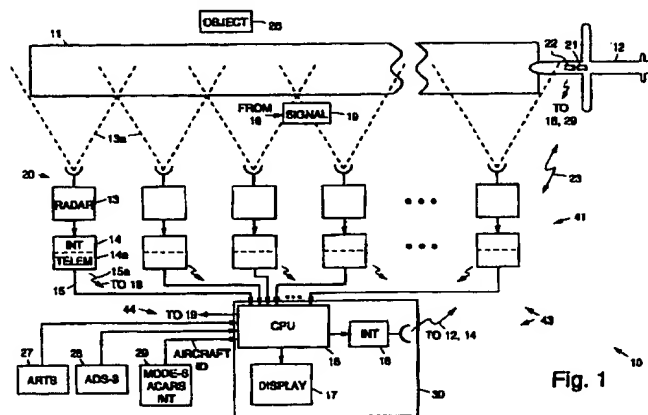 OBJECT 26
11
12
22 21
TO
18, 29
FROM
16
SIGNAL 19
13a
20
23
RADAR 13
41
INT 14
TELEM 14a
15a
15
TO 18
44
TO 19
43
CPU
16
INT
18
TO 12, 14
27
ARTS
28
ADS-B
29
MODE-S
ACARS
INT
AIRCRAFT
ID
DISPLAY
17
30
10
Fig. 1